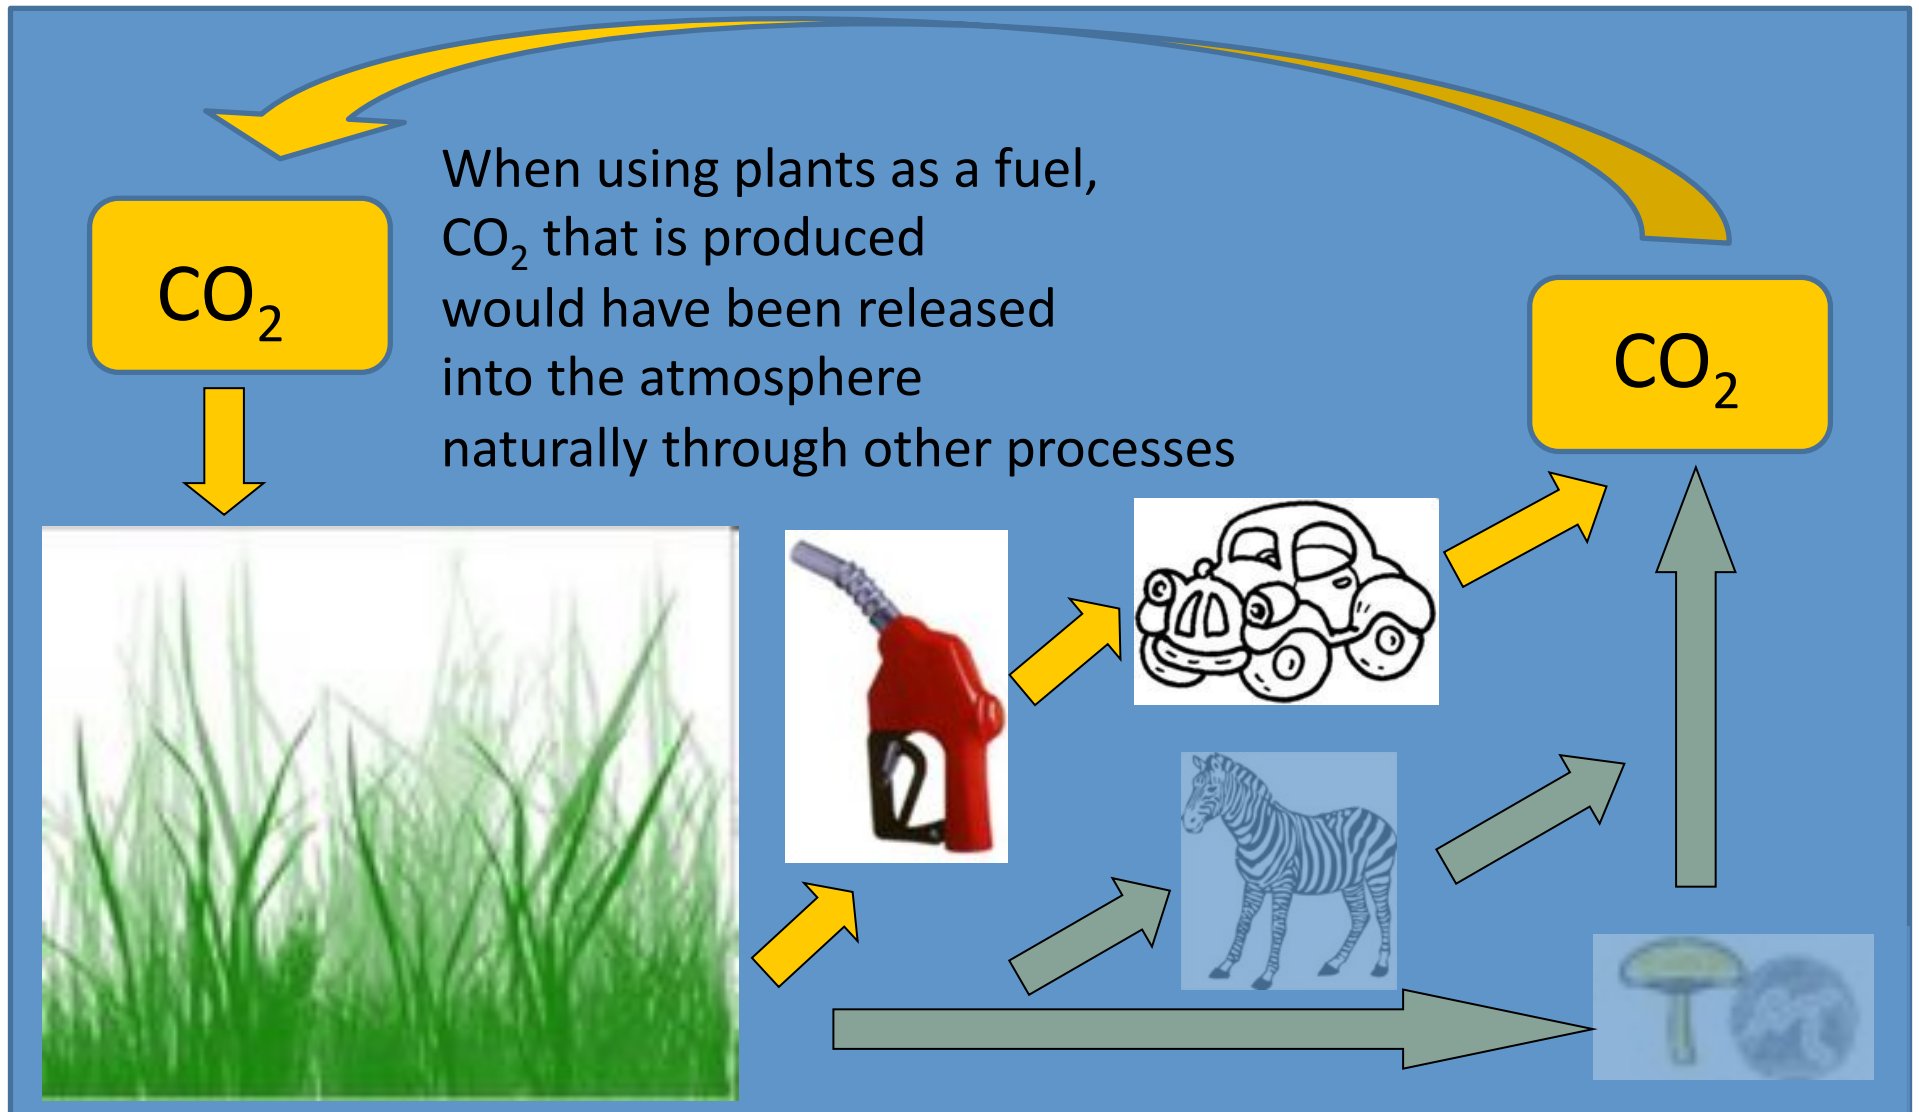 When using plants as a fuel,
CO₂ that is produced
would have been released
into the atmosphere
naturally through other processes
CO₂
CO₂